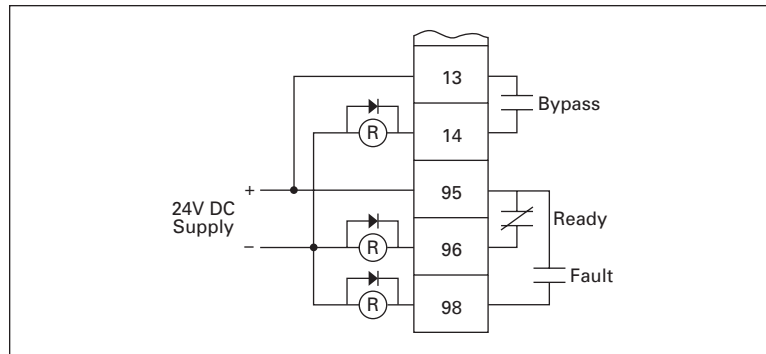 13
Bypass
R
14
+
95
24V DC
Supply
Ready
–
R
96
Fault
R
98